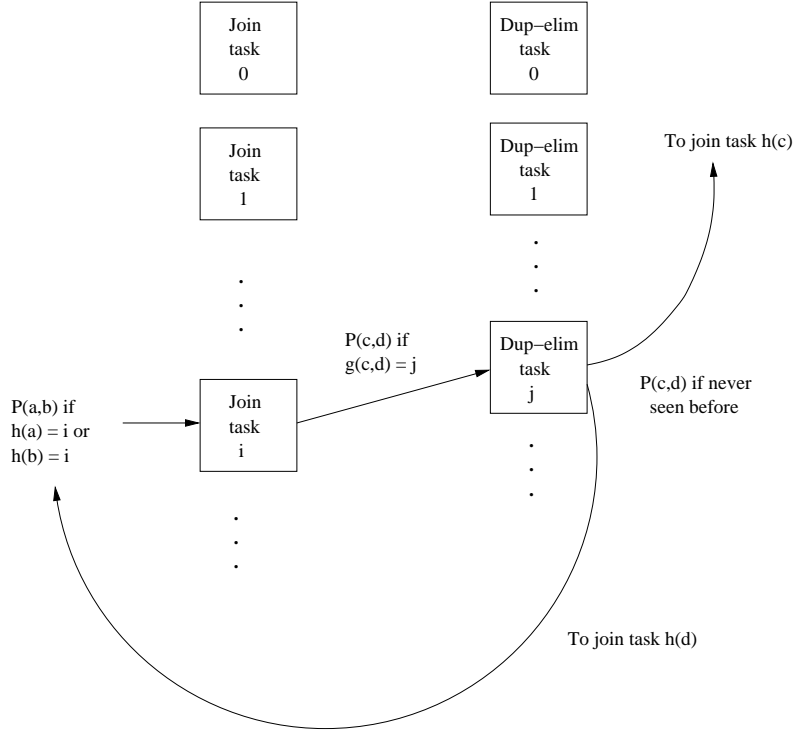 Join
task
0
Dup−elim
task
0
Join
task
1
Dup−elim
task
1
To join task h(c)
P(c,d) if
g(c,d) = j
Dup−elim
task
j
P(c,d) if never
seen before
P(a,b) if
h(a) = i or
h(b) = i
Join
task
i
To join task h(d)